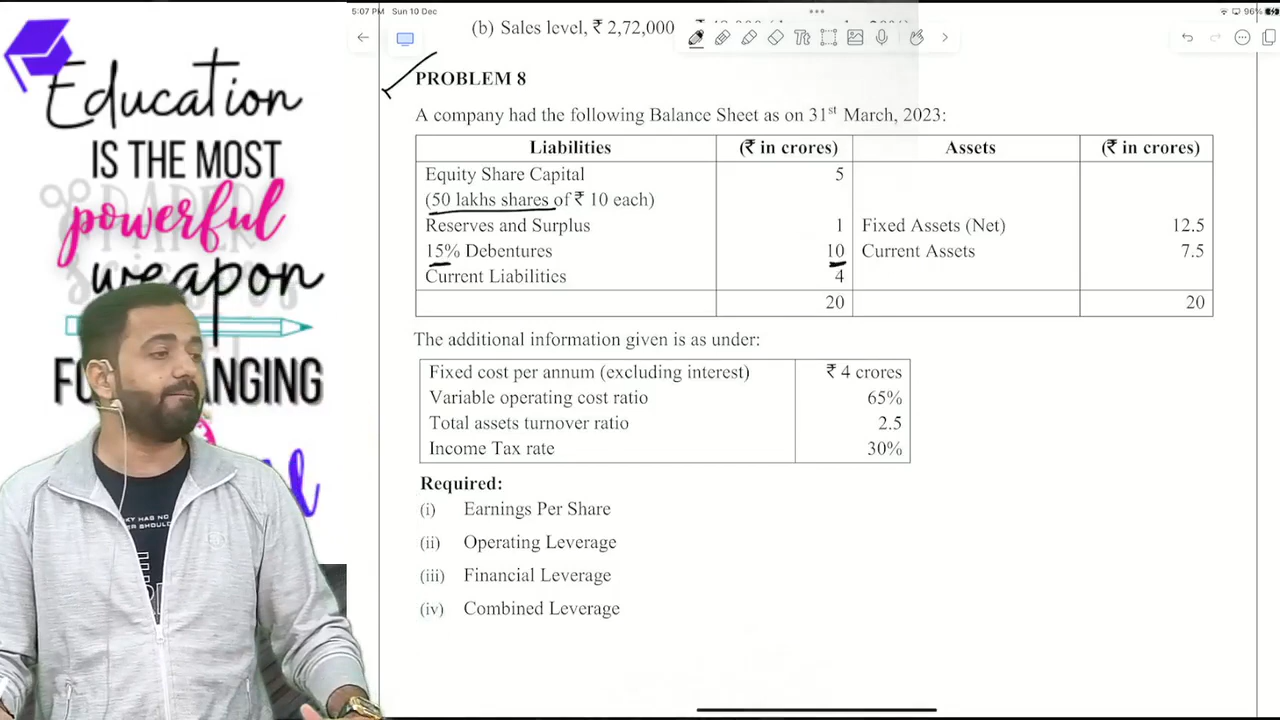 5:07 PM Sun 10 Dec
96%
(b) Sales level, ₹ 2,72,000
Education
IS THE MOST
powerful
weapon
PROBLEM 8
A company had the following Balance Sheet as on 31st March, 2023:
Liabilities (₹ in crores) Assets (₹ in crores)
Equity Share Capital 5
(50 lakhs shares of ₹ 10 each)
Reserves and Surplus 1 Fixed Assets (Net) 12.5
15% Debentures 10 Current Assets 7.5
Current Liabilities 4
20 20
The additional information given is as under:
Fixed cost per annum (excluding interest) ₹ 4 crores
Variable operating cost ratio 65%
Total assets turnover ratio 2.5
Income Tax rate 30%
Required:
(i) Earnings Per Share
(ii) Operating Leverage
(iii) Financial Leverage
(iv) Combined Leverage